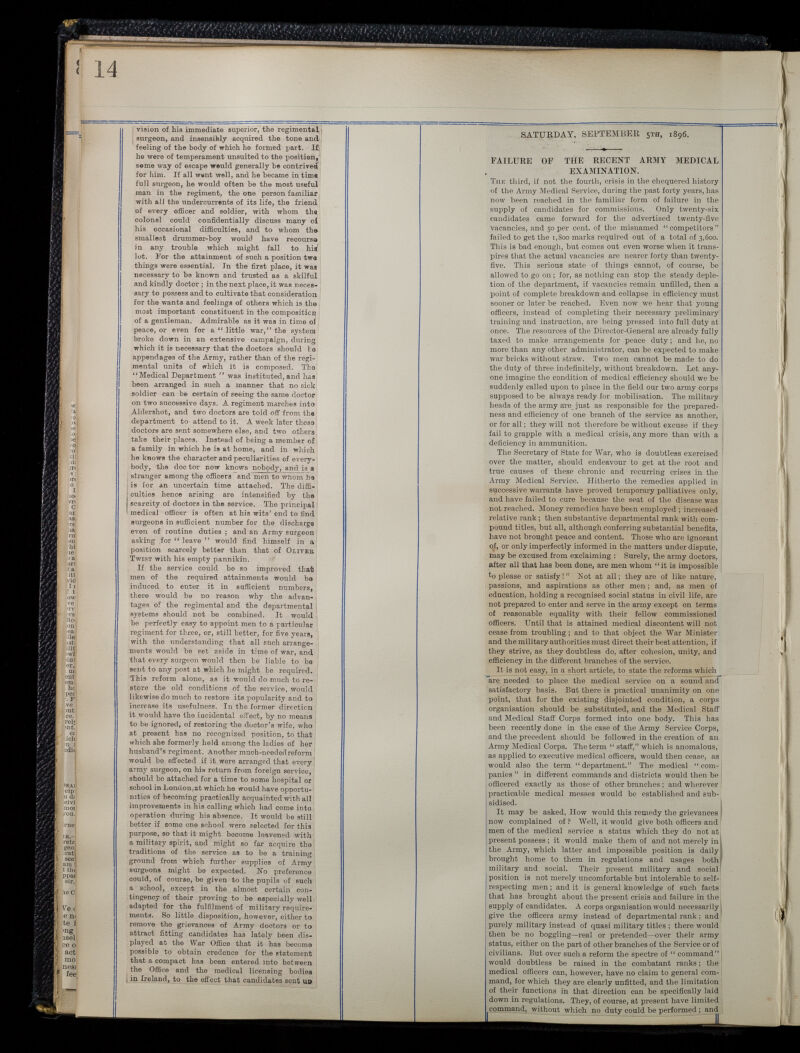 14
vision of his immediate superior, the regimental
surgeon, and insensibly acquired the tone and
feeling of the body of which he formed part. If
he were of temperament unsuited to the position,
some way of escape would generally be contrived
for him. If all went well, and he became in time
full surgeon, he would often be the most useful
man in the regiment, the one person familiar
with all the undercurrents of its life, the friend
of every officer and soldier, with whom the
colonel could confidentially discuss many of
his occasional difficulties, and to whom the
smallest drummer-boy would have recourse
in any trouble which might fall to his
lot. For the attainment of such a position two
things were essential. In the first place, it was
necessary to be known and trusted as a skilful
and kindly doctor; in the next place, it was neces-
sary to possess and to cultivate that consideration
for the wants and feelings of others which is the
most important constituent in the composition
of a gentleman. Admirable as it was in time of
peace, or even for a "little war," the system
broke down in an extensive campaign, during
which it is necessary that the doctors should be
appendages of the Army, rather than of the regi-
mental units of which it is composed. The
"Medical Department" was instituted, and has
been arranged in such a manner that no sick
soldier can be certain of seeing the same doctor
on two successive days. A regiment marches into
Aldershot, and two doctors are told off from the
department to attend to it. A week later these
doctors are sent somewhere else, and two others
take their places. Instead of being a member of
a family in which he is at home, and in which
he knows the character and peculiarities of every-
body, the doctor now knows nobody, and is a
stranger among the officers and men to whom he
is for an uncertain time attached. The diffi-
culties hence arising are intensified by the
scarcity of doctors in the service. The principal
medical officer is often at his wits' end to find
surgeons in sufficient number for the discharge
even of routine duties; and an Army surgeon
asking for "leave" would find himself in a
position scarcely better than that of OLIVER
TWIST with his empty pannikin.
If the service could be so improved that
men of the required attainments would be
induced to enter it in sufficient numbers,
there would be no reason why the advan-
tages of the regimental and the departmental
systems should not be combined. It would
be perfectly easy to appoint men to a particular
regiment for three, or, still better, for five years,
with the understanding that all such arrange-
ments would be set aside in time of war, and
that every surgeon would then be liable to be
sent to any post at which he might be required.
This reform alone, as it would do much to re-
store the old conditions of the service, would
likewise do much to restore its popularity and to
increase its usefulness. In the former direction
it would have the incidental effect, by no means
to be ignored, of restoring the doctor's wife, who
at present has no recognized position, to that
which she formerly held among the ladies of her
husband's regiment. Another much-needed reform
would be effected if it were arranged that every
army surgeon, on his return from foreign service,
should be attached for a time to some hospital or
school in London, at which he would have opportu-
nities of becoming practically acquainted with all
improvements in his calling which had come into
operation during his absence. It would be still
better if some one school were selected for this
purpose, so that it might become leavened with
a military spirit, and might so far acquire the
traditions of the service as to be a training
ground from which further supplies of Army
surgeons might be expected. No preference
could, of course, be given to the pupils of such
a school, except in the almost certain con-
tingency of their proving to be especially well
adapted for the fulfilment of military require-
ments. So little disposition, however, either to
remove the grievances of Army doctors or to
attract fitting candidates has lately been dis-
played at the War Office that it has become
possible to obtain credence for the statement
that a compact has been entered into between
the Office and the medical licensing bodies
in Ireland, to the effect that candidates sent up
SATURDAY, SEPTEMBER 5TH, 1896.
FAILURE OF THE RECENT ARMY MEDICAL
EXAMINATION.
THE third, if not the fourth, crisis in the chequered history
of the Army Medical Service, during the past forty years, has
now been reached in the familiar form of failure in the
supply of candidates for commissions. Only twenty-six
candidates came forward for the advertised twenty-five
vacancies, and 50 per cent. of the misnamed "competitors"
failed to get the 1,800 marks required out of a total of 3,600.
This is bad enough, but comes out even worse when it trans-
pires that the actual vacancies are nearer forty than twenty-
five. This serious state of things cannot, of course, be
allowed to go on; for, as nothing can stop the steady deple-
tion of the department, if vacancies remain unfilled, then a
point of complete breakdown and collapse in efficiency must
sooner or later be reached. Even now we hear that young
officers, instead of completing their necessary preliminary
training and instruction, are being pressed into full duty at
once. The resources of the Director-General are already fully
taxed to make arrangements for peace duty; and he, no
more than any other administrator, can be expected to make
war bricks without straw. Two men cannot be made to do
the duty of three indefinitely, without breakdown. Let any-
one imagine the condition of medical efficiency should we be
suddenly called upon to place in the field our two army corps
supposed to be always ready for mobilisation. The military
heads of the army are just as responsible for the prepared-
ness and efficiency of one branch of the service as another,
or for all; they will not therefore be without excuse if they
fail to grapple with a medical crisis, any more than with a
deficiency in ammunition.
The Secretary of State for War, who is doubtless exercised
over the matter, should endeavour to get at the root and
true causes of these chronic and recurring crises in the
Army Medical Service. Hitherto the remedies applied in
successive warrants have proved temporary palliatives only,
and have failed to cure because the seat of the disease was
not reached. Money remedies have been employed; increased
relative rank; then substantive departmental rank with com-
pound titles, but all, although conferring substantial benefits,
have not brought peace and content. Those who are ignorant
of, or only imperfectly informed in the matters under dispute,
may be excused from exclaiming: Surely, the army doctors,
after all that has been done, are men whom "it is impossible
to please or satisfy!" Not at all; they are of like nature,
passions, and aspirations as other men; and, as men of
education, holding a recognised social status in civil life, are
not prepared to enter and serve in the army except on terms
of reasonable equality with their fellow commissioned
officers. Until that is attained medical discontent will not
cease from troubling; and to that object the War Minister
and the military authorities must direct their best attention, if
they strive, as they doubtless do, after cohesion, unity, and
efficiency in the different branches of the service.
It is not easy, in a short article, to state the reforms which
are needed to place the medical service on a sound and
satisfactory basis. But there is practical unanimity on one
point, that for the existing disjointed condition, a corps
organisation should be substituted, and the Medical Staff
and Medical Staff Corps formed into one body. This has
been recently done in the case of the Army Service Corps,
and the precedent should be followed in the creation of an
Army Medical Corps. The term "staff," which is anomalous,
as applied to executive medical officers, would then cease, as
would also the term "department." The medical "com-
panies" in different commands and districts would then be
officered exactly as those of other branches; and wherever
practicable medical messes would be established and sub-
sidised.
It may be asked, How would this remedy the grievances
now complained of? Well, it would give both officers and
men of the medical service a status which they do not at
present possess; it would make them of and not merely in
the Army, which latter and impossible position is daily
brought home to them in regulations and usages both
military and social. Their present military and social
position is not merely uncomfortable but intolerable to self-
respecting men; and it is general knowledge of such facts
that has brought about the present crisis and failure in the
supply of candidates. A corps organisation would necessarily
give the officers army instead of departmental rank; and
purely military instead of quasi military titles; there would
then be no boggling—real or pretended—over their army
status, either on the part of other branches of the Service or of
civilians. But over such a reform the spectre of "command"
would doubtless be raised in the combatant ranks; the
medical officers can, however, have no claim to general com-
mand, for which they are clearly unfitted, and the limitation
of their functions in that direction can be specifically laid
down in regulations. They, of course, at present have limited
command, without which no duty could be performed; and